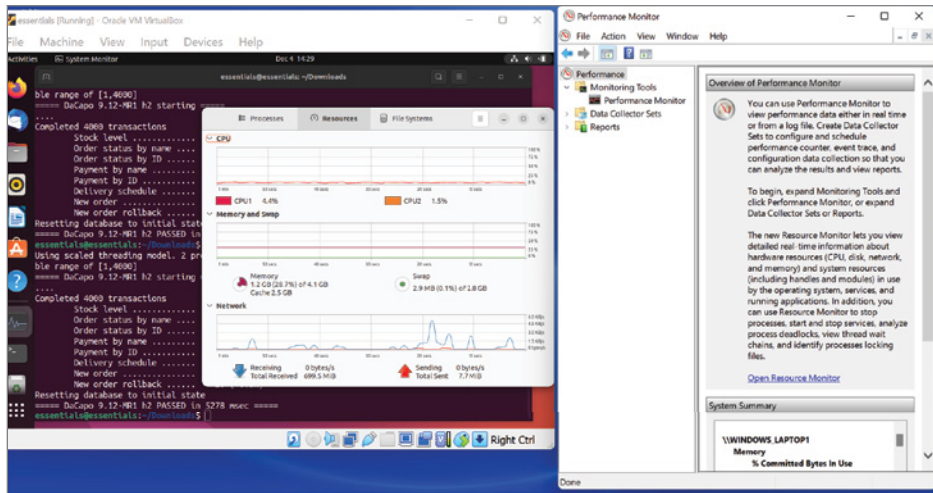 essentials [Running] - Oracle VM VirtualBox
File Machine View Input Devices Help
Activities System Monitor Dec 4 14:29
essentials@essentials: ~/Downloads
ble range of [1,4000]
===== DaCapo 9.12-MR1 h2 starting =====
....
Completed 4000 transactions
Stock level .............
Order status by name ....
Order status by ID ......
Payment by name .........
Payment by ID ...........
Delivery schedule .......
New order ...............
New order rollback ......
Resetting database to initial state
===== DaCapo 9.12-MR1 h2 PASSED in
essentials@essentials:~/Downloads$
Using scaled threading model. 2 pr
ble range of [1,4000]
===== DaCapo 9.12-MR1 h2 starting
....
Completed 4000 transactions
Stock level .............
Order status by name ....
Order status by ID ......
Payment by name .........
Payment by ID ...........
Delivery schedule .......
New order ...............
New order rollback ......
Resetting database to initial state
===== DaCapo 9.12-MR1 h2 PASSED in 5278 msec =====
essentials@essentials:~/Downloads$
Processes Resources File Systems
CPU
CPU1 4.4% CPU2 1.5%
Memory and Swap
Memory
1.2 GB (28.7%) of 4.1 GB
Cache 2.5 GB
Swap
2.9 MB (0.1%) of 2.8 GB
Network
Receiving 0 bytes/s
Total Received 699.5 MiB
Sending 0 bytes/s
Total Sent 7.7 MiB
Right Ctrl
Performance Monitor
File Action View Window Help
Performance
Monitoring Tools
Performance Monitor
Data Collector Sets
Reports
Overview of Performance Monitor
You can use Performance Monitor to
view performance data either in real time
or from a log file. Create Data Collector
Sets to configure and schedule
performance counter, event trace, and
configuration data collection so that you
can analyze the results and view reports.
To begin, expand Monitoring Tools and
click Performance Monitor, or expand
Data Collector Sets or Reports.
The new Resource Monitor lets you view
detailed real-time information about
hardware resources (CPU, disk, network,
and memory) and system resources
(including handles and modules) in use
by the operating system, services, and
running applications. In addition, you
can use Resource Monitor to stop
processes, start and stop services, analyze
process deadlocks, view thread wait
chains, and identify processes locking
files.
Open Resource Monitor
System Summary
\\WINDOWS_LAPTOP1
Memory
% Committed Bytes In Use
Done